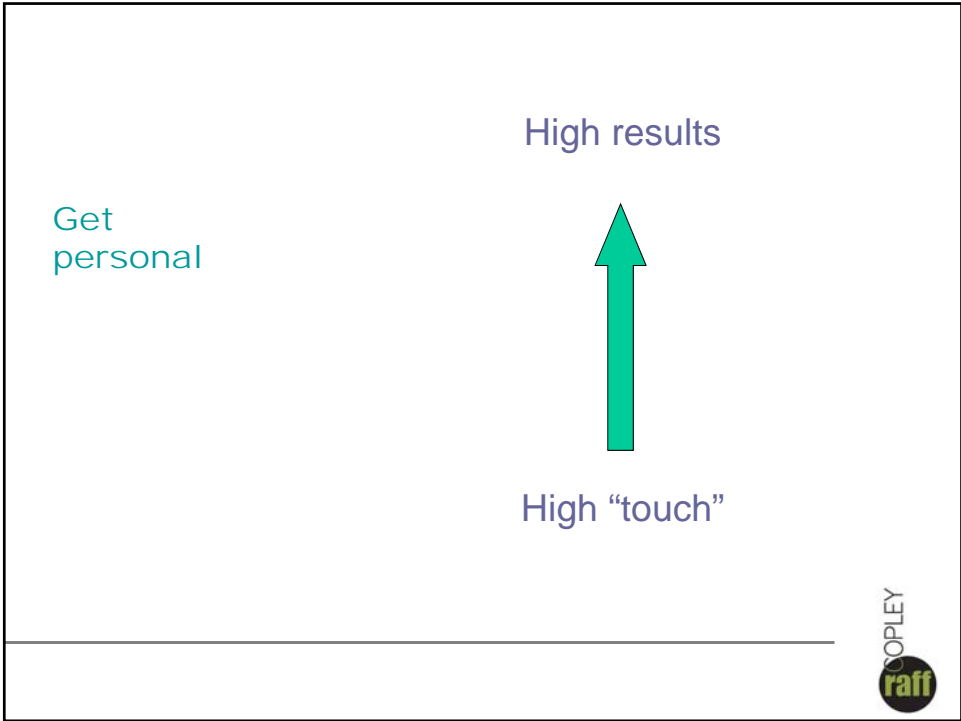 High results
Get
personal
High “touch”
COPLEY
raff